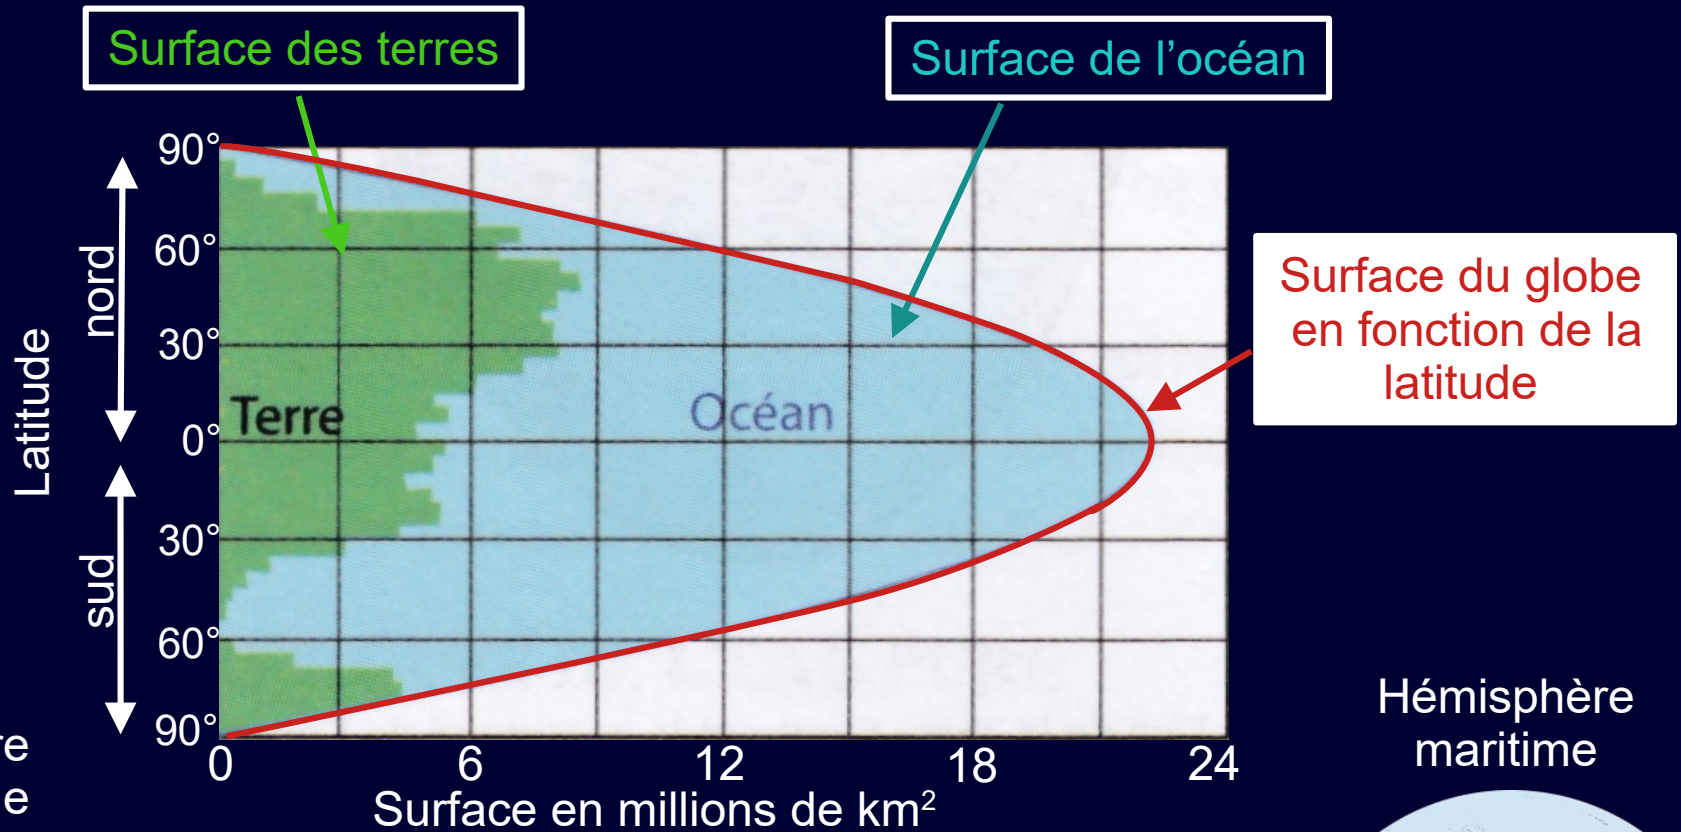 Surface des terres
Surface de l’océan
90°
60°
30°
0°
30°
60°
90°
nord
Latitude
sud
Terre
Océan
Surface du globe
en fonction de la
latitude
0 6 12 18 24
Surface en millions de km²
re
e
Hémisphère
maritime